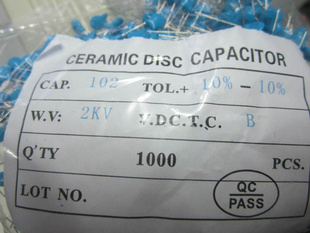 CERAMIC DISC CAPACITOR
CAP. 102 TOL.+ 10% - 10%
W.V: 2KV V.DC.T.C. B
Q'TY 1000 PCS.
LOT NO. QC
PASS